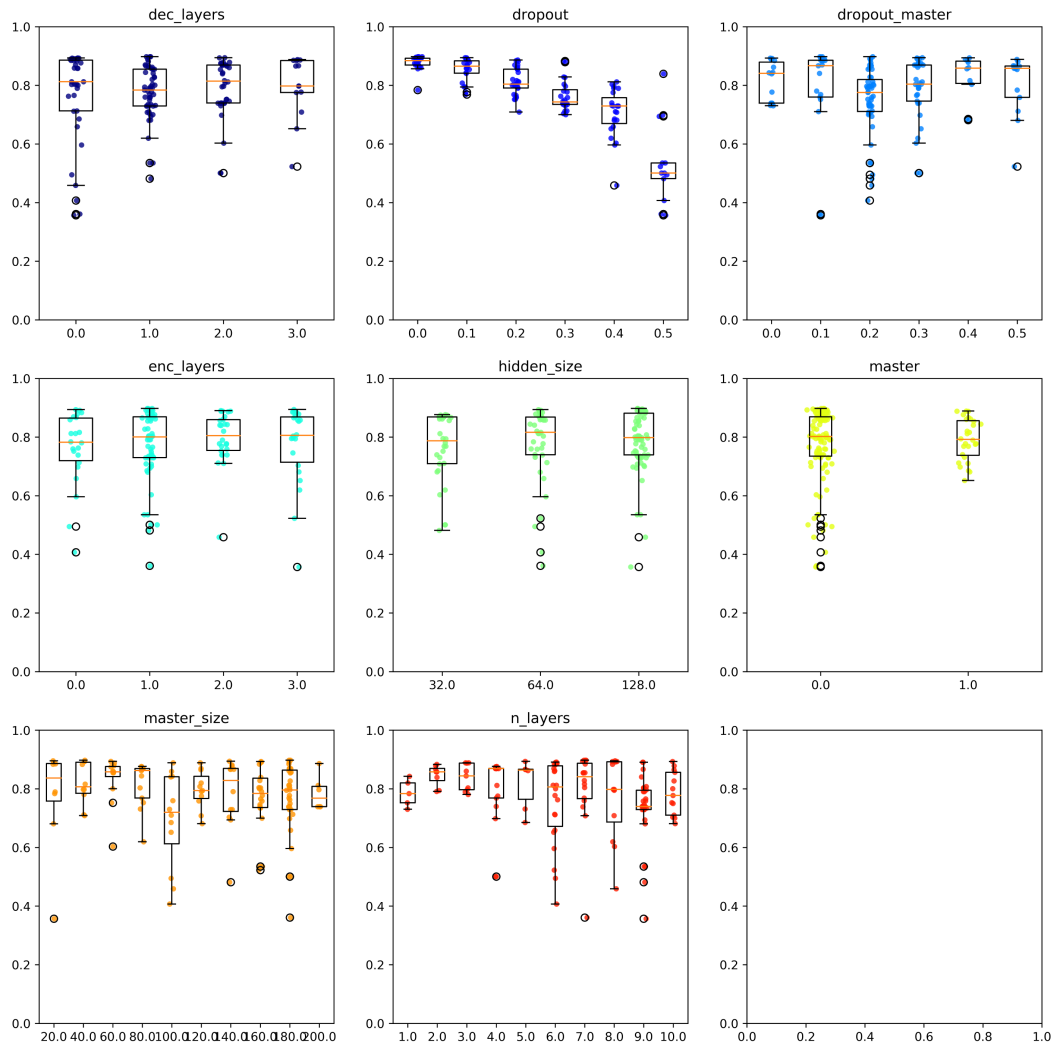 dec_layers dropout dropout_master
1.0 1.0 1.0
0.8 0.8 0.8
0.6 0.6 0.6
0.4 0.4 0.4
0.2 0.2 0.2
0.0 0.0 0.0
0.0 1.0 2.0 3.0 0.0 0.1 0.2 0.3 0.4 0.5 0.0 0.1 0.2 0.3 0.4 0.5
enc_layers hidden_size master
1.0 1.0 1.0
0.8 0.8 0.8
0.6 0.6 0.6
0.4 0.4 0.4
0.2 0.2 0.2
0.0 0.0 0.0
0.0 1.0 2.0 3.0 32.0 64.0 128.0 0.0 1.0
master_size n_layers
1.0 1.0 1.0
0.8 0.8 0.8
0.6 0.6 0.6
0.4 0.4 0.4
0.2 0.2 0.2
0.0 0.0 0.0
20.0 40.0 60.0 80.0 100.0 120.0 140.0 160.0 180.0 200.0 1.0 2.0 3.0 4.0 5.0 6.0 7.0 8.0 9.0 10.0 0.0 0.2 0.4 0.6 0.8 1.0